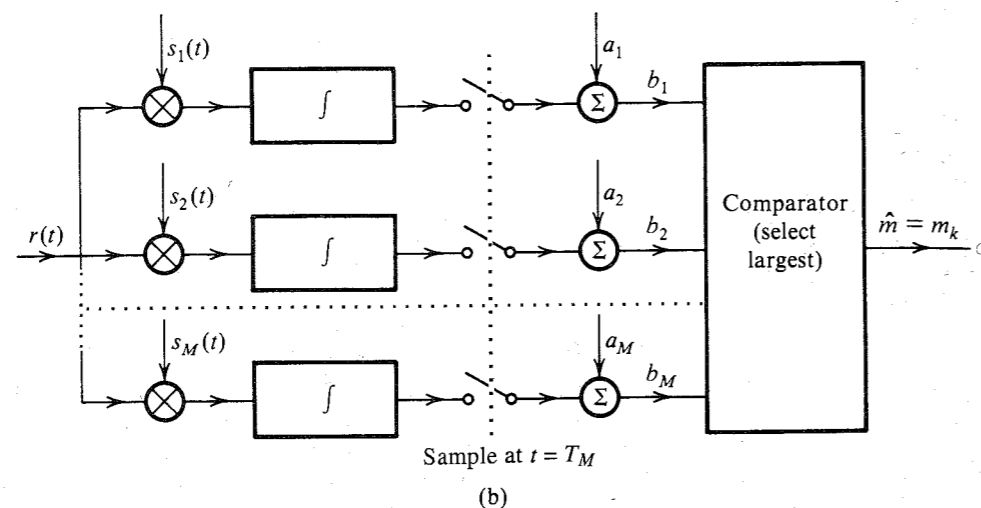 s₁(t)
a₁
∫
Σ
b₁
s₂(t)
a₂
r(t)
∫
Σ
b₂
Comparator
(select
largest)
m̂ = mₖ
s_M(t)
a_M
∫
Σ
b_M
Sample at t = T_M
(b)